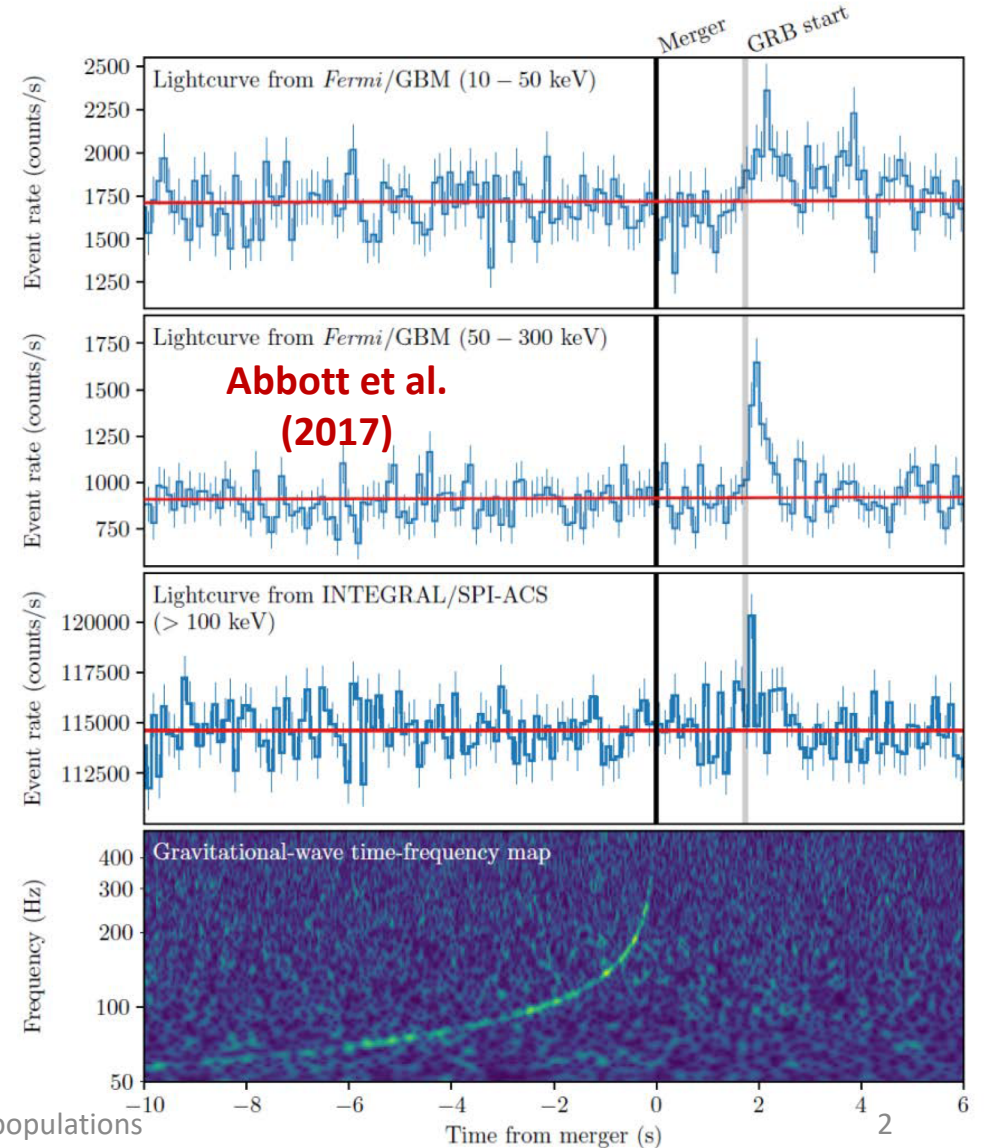 Merger GRB start
Lightcurve from Fermi/GBM (10 – 50 keV)
Event rate (counts/s)
2500
2250
2000
1750
1500
1250
Lightcurve from Fermi/GBM (50 – 300 keV)
Abbott et al.
(2017)
Event rate (counts/s)
1750
1500
1250
1000
750
Lightcurve from INTEGRAL/SPI-ACS
(> 100 keV)
Event rate (counts/s)
120000
117500
115000
112500
Gravitational-wave time-frequency map
Frequency (Hz)
400
300
200
100
50
−10 −8 −6 −4 −2 0 2 4 6
Time from merger (s)
populations
2